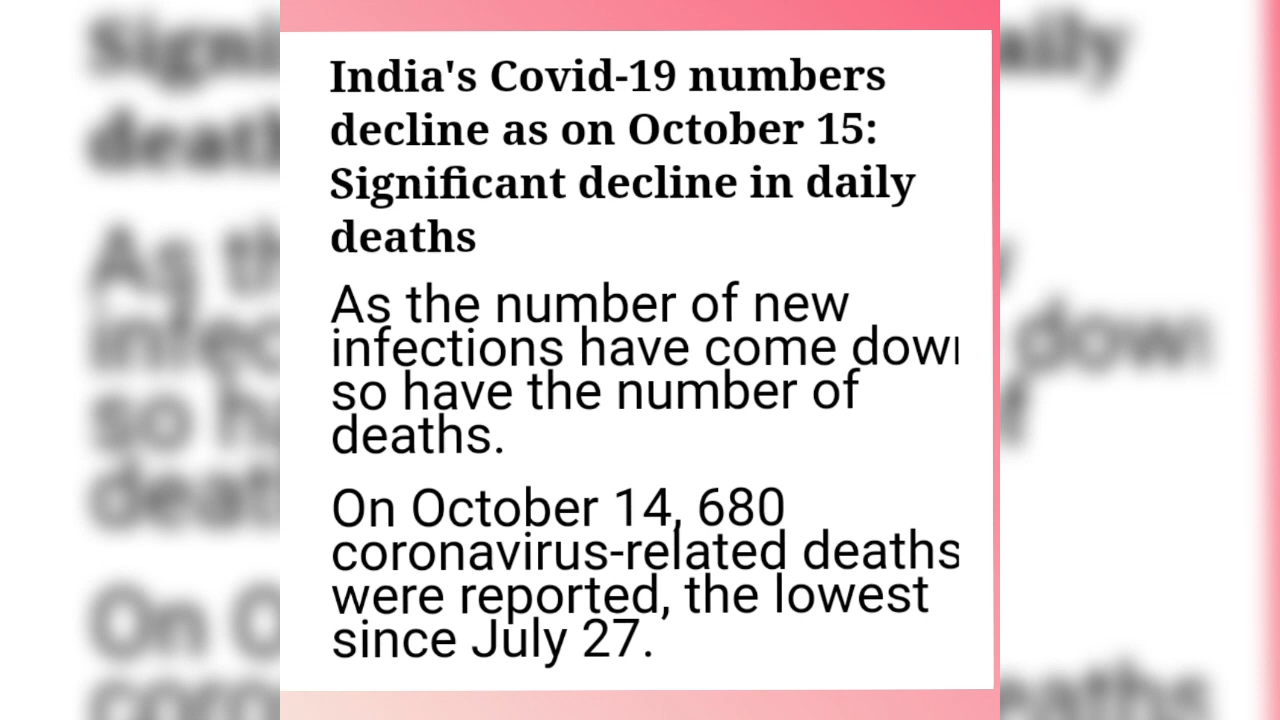 India's Covid-19 numbers
decline as on October 15:
Significant decline in daily
deaths
As the number of new
infections have come down
so have the number of
deaths.
On October 14, 680
coronavirus-related deaths
were reported, the lowest
since July 27.